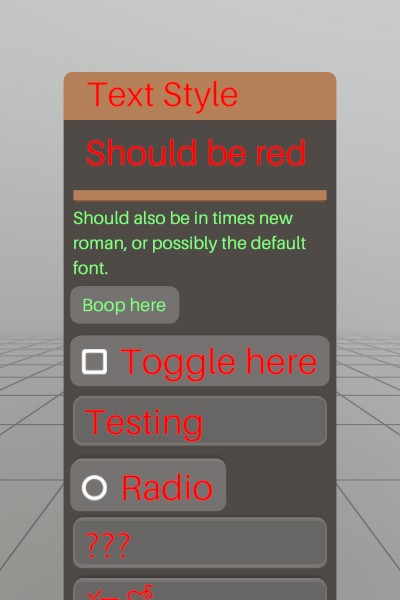 Text Style
Should be red
Should also be in times new
roman, or possibly the default
font.
Boop here
Toggle here
Testing
Radio
???